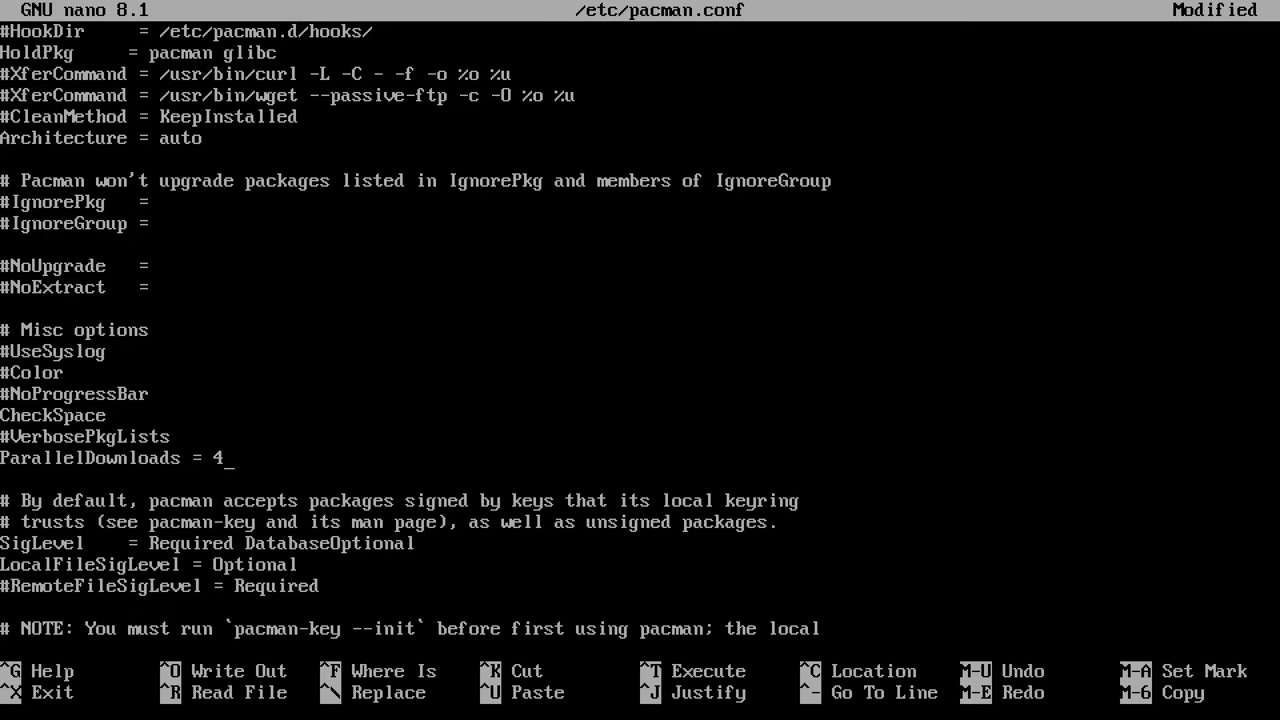 GNU nano 8.1 /etc/pacman.conf Modified
#HookDir     = /etc/pacman.d/hooks/
HoldPkg     = pacman glibc
#XferCommand = /usr/bin/curl -L -C - -f -o %o %u
#XferCommand = /usr/bin/wget --passive-ftp -c -O %o %u
#CleanMethod = KeepInstalled
Architecture = auto
# Pacman won't upgrade packages listed in IgnorePkg and members of IgnoreGroup
#IgnorePkg   =
#IgnoreGroup =
#NoUpgrade   =
#NoExtract   =
# Misc options
#UseSyslog
#Color
#NoProgressBar
CheckSpace
#VerbosePkgLists
ParallelDownloads = 4_
# By default, pacman accepts packages signed by keys that its local keyring
# trusts (see pacman-key and its man page), as well as unsigned packages.
SigLevel    = Required DatabaseOptional
LocalFileSigLevel = Optional
#RemoteFileSigLevel = Required
# NOTE: You must run `pacman-key --init` before first using pacman; the local
^G Help ^O Write Out ^F Where Is ^K Cut ^T Execute ^C Location M-U Undo M-A Set Mark
^X Exit ^R Read File ^\ Replace ^U Paste ^J Justify ^- Go To Line M-E Redo M-6 Copy